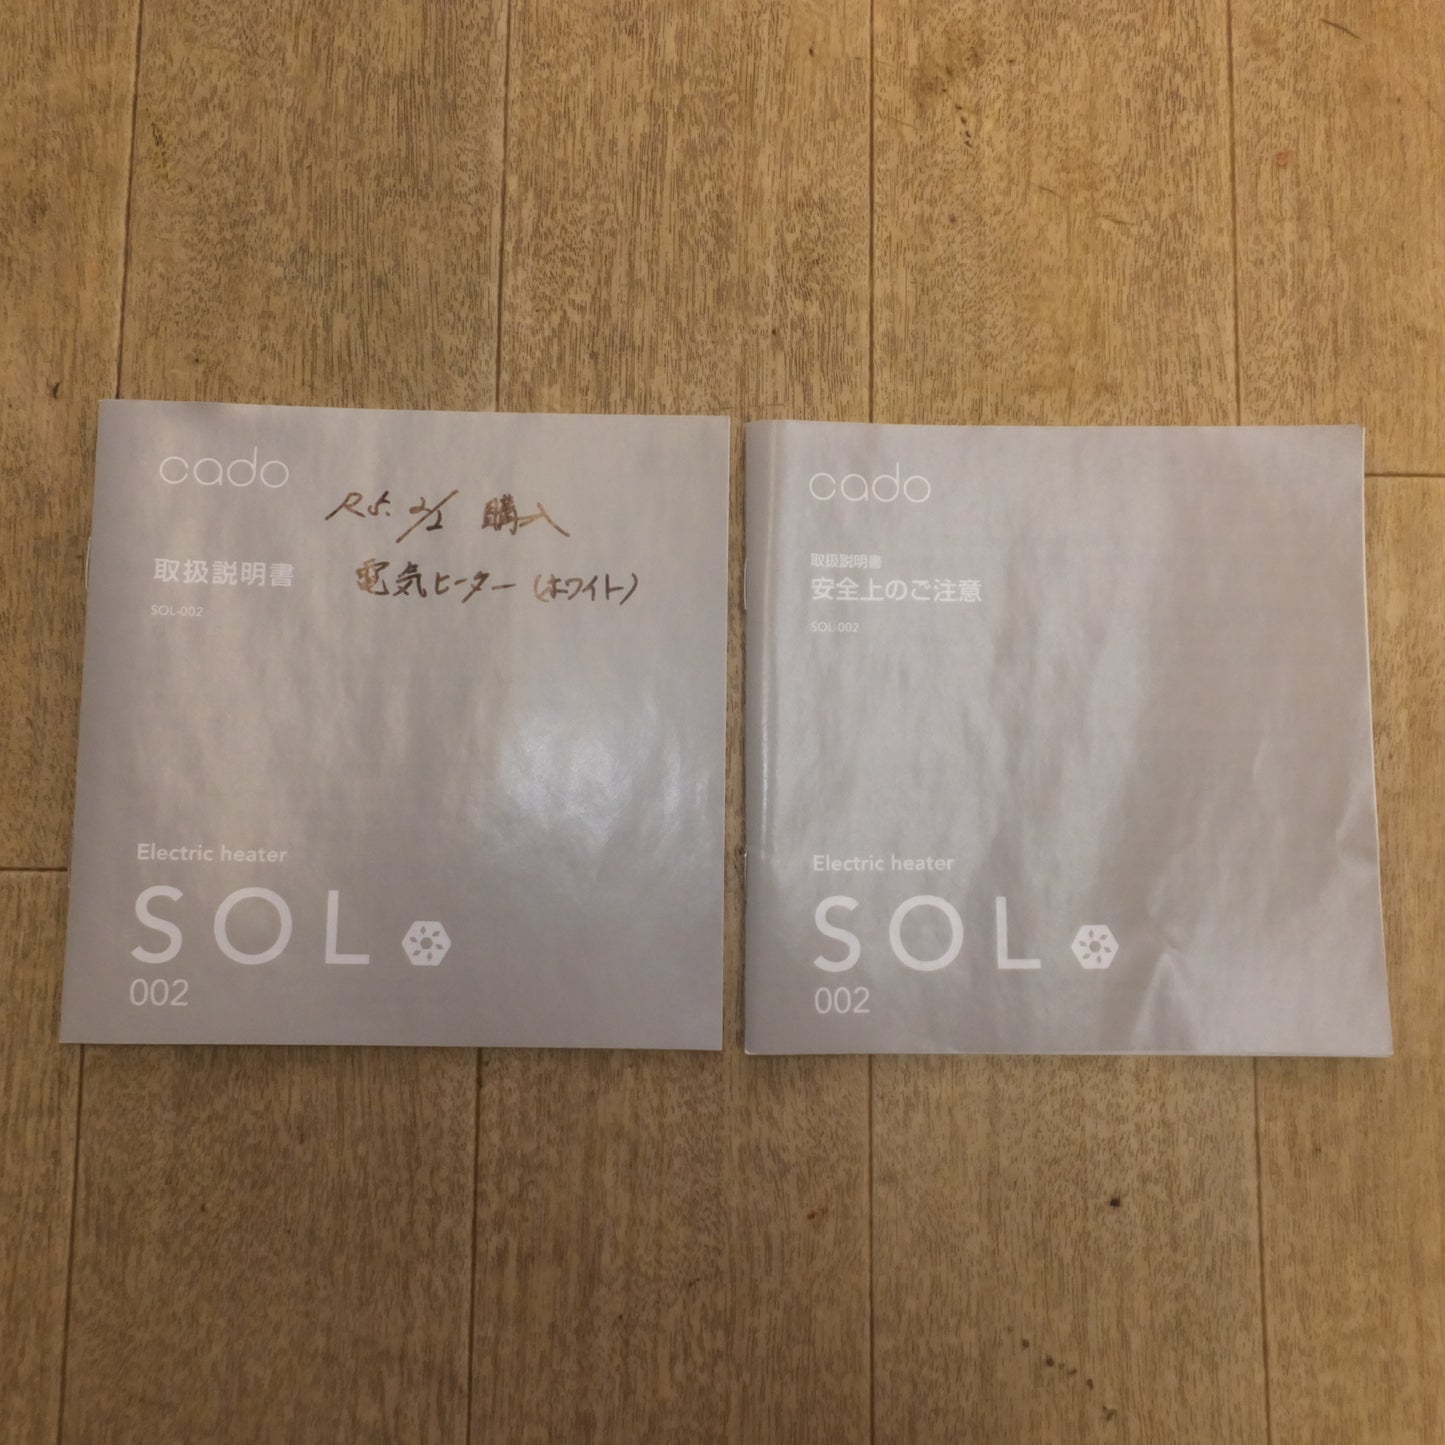 cado
R5. 2/2 購入
取扱説明書
電気ヒーター (ホワイト)
SOL-002
Electric heater
SOL
002
cado
取扱説明書
安全上のご注意
SOL-002
Electric heater
SOL
002